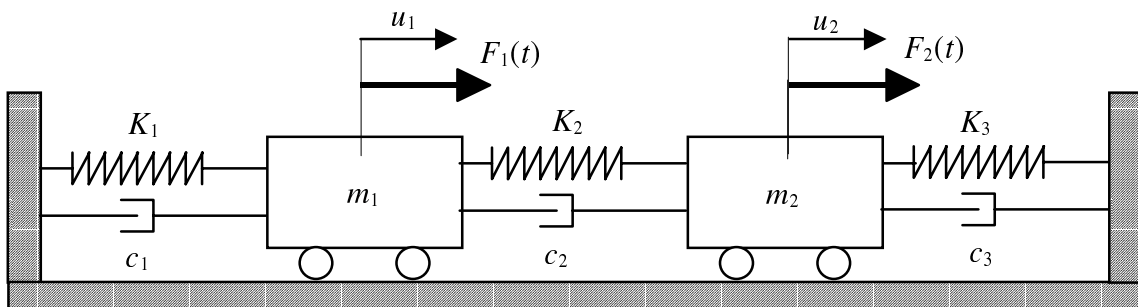 u₁
u₂
F₁(t)
F₂(t)
K₁
K₂
K₃
m₁
m₂
c₁
c₂
c₃